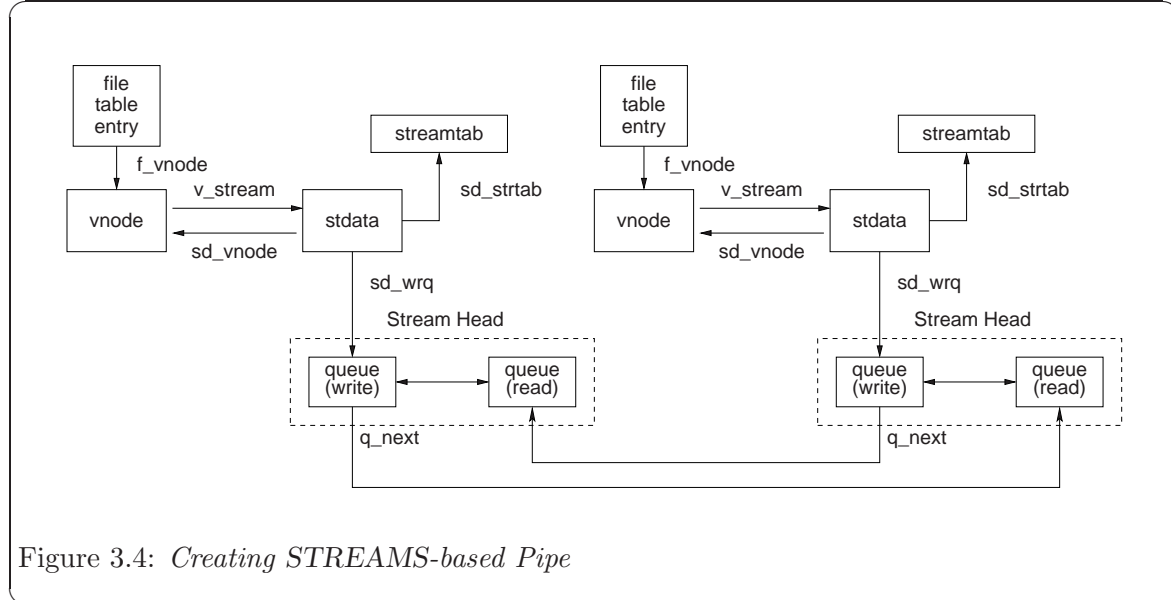 file
table
entry
f_vnode
streamtab
v_stream
sd_strtab
vnode
stdata
sd_vnode
sd_wrq
Stream Head
queue
(write)
queue
(read)
q_next
file
table
entry
f_vnode
streamtab
v_stream
sd_strtab
vnode
stdata
sd_vnode
sd_wrq
Stream Head
queue
(write)
queue
(read)
q_next
Figure 3.4: Creating STREAMS-based Pipe